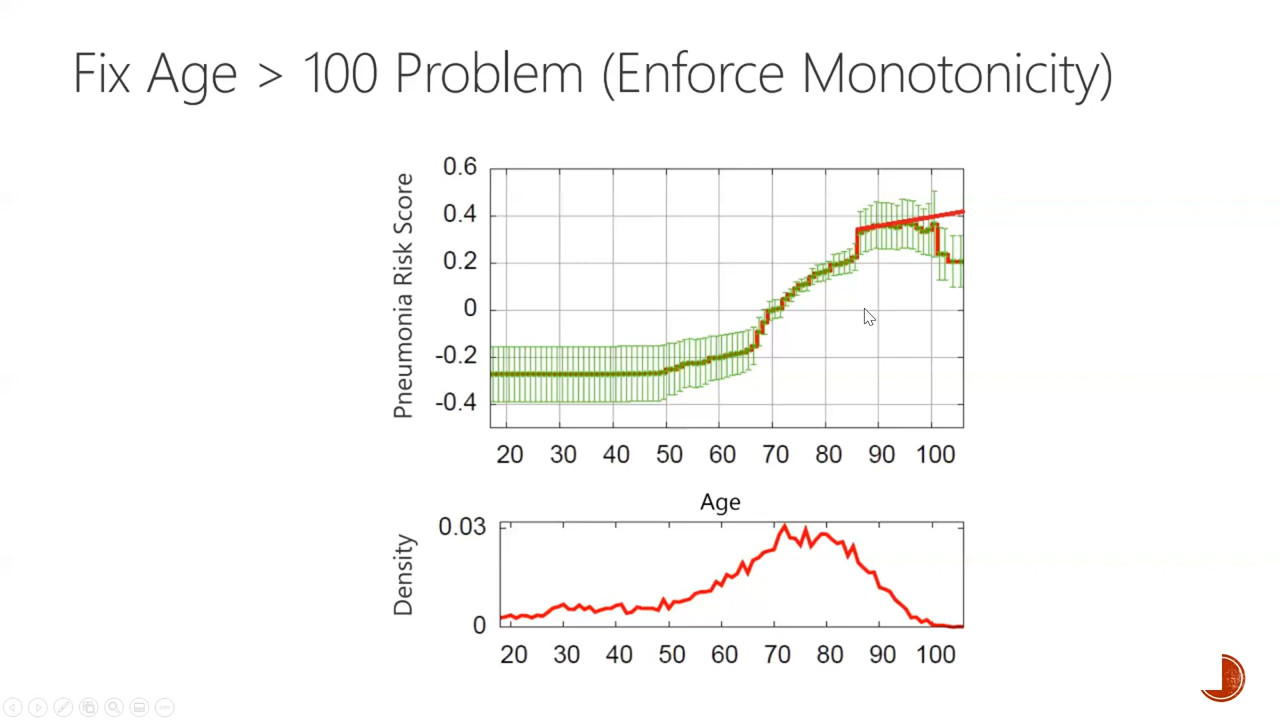 Fix Age > 100 Problem (Enforce Monotonicity)
Pneumonia Risk Score
0.6
0.4
0.2
0
-0.2
-0.4
20 30 40 50 60 70 80 90 100
Age
Density
0.03
0
20 30 40 50 60 70 80 90 100